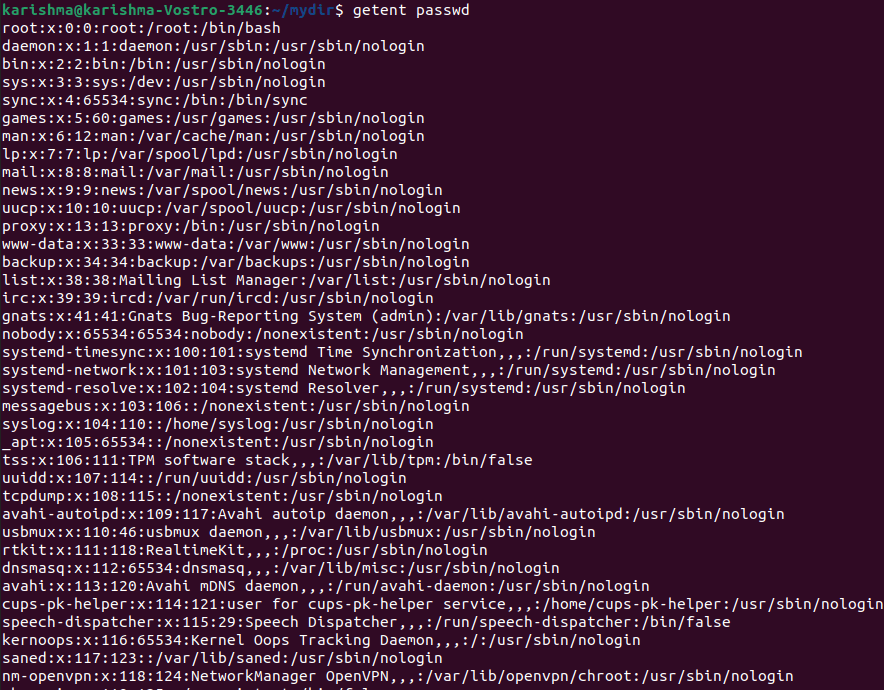 karishma@karishma-Vostro-3446:~/mydir$ getent passwd
root:x:0:0:root:/root:/bin/bash
daemon:x:1:1:daemon:/usr/sbin:/usr/sbin/nologin
bin:x:2:2:bin:/bin:/usr/sbin/nologin
sys:x:3:3:sys:/dev:/usr/sbin/nologin
sync:x:4:65534:sync:/bin:/bin/sync
games:x:5:60:games:/usr/games:/usr/sbin/nologin
man:x:6:12:man:/var/cache/man:/usr/sbin/nologin
lp:x:7:7:lp:/var/spool/lpd:/usr/sbin/nologin
mail:x:8:8:mail:/var/mail:/usr/sbin/nologin
news:x:9:9:news:/var/spool/news:/usr/sbin/nologin
uucp:x:10:10:uucp:/var/spool/uucp:/usr/sbin/nologin
proxy:x:13:13:proxy:/bin:/usr/sbin/nologin
www-data:x:33:33:www-data:/var/www:/usr/sbin/nologin
backup:x:34:34:backup:/var/backups:/usr/sbin/nologin
list:x:38:38:Mailing List Manager:/var/list:/usr/sbin/nologin
irc:x:39:39:ircd:/var/run/ircd:/usr/sbin/nologin
gnats:x:41:41:Gnats Bug-Reporting System (admin):/var/lib/gnats:/usr/sbin/nologin
nobody:x:65534:65534:nobody:/nonexistent:/usr/sbin/nologin
systemd-timesync:x:100:101:systemd Time Synchronization,,,:/run/systemd:/usr/sbin/nologin
systemd-network:x:101:103:systemd Network Management,,,:/run/systemd:/usr/sbin/nologin
systemd-resolve:x:102:104:systemd Resolver,,,:/run/systemd:/usr/sbin/nologin
messagebus:x:103:106::/nonexistent:/usr/sbin/nologin
syslog:x:104:110::/home/syslog:/usr/sbin/nologin
_apt:x:105:65534::/nonexistent:/usr/sbin/nologin
tss:x:106:111:TPM software stack,,,:/var/lib/tpm:/bin/false
uuidd:x:107:114::/run/uuidd:/usr/sbin/nologin
tcpdump:x:108:115::/nonexistent:/usr/sbin/nologin
avahi-autoipd:x:109:117:Avahi autoip daemon,,,:/var/lib/avahi-autoipd:/usr/sbin/nologin
usbmux:x:110:46:usbmux daemon,,,:/var/lib/usbmux:/usr/sbin/nologin
rtkit:x:111:118:RealtimeKit,,,:/proc:/usr/sbin/nologin
dnsmasq:x:112:65534:dnsmasq,,,:/var/lib/misc:/usr/sbin/nologin
avahi:x:113:120:Avahi mDNS daemon,,,:/run/avahi-daemon:/usr/sbin/nologin
cups-pk-helper:x:114:121:user for cups-pk-helper service,,,:/home/cups-pk-helper:/usr/sbin/nologin
speech-dispatcher:x:115:29:Speech Dispatcher,,,:/run/speech-dispatcher:/bin/false
kernoops:x:116:65534:Kernel Oops Tracking Daemon,,,:/:/usr/sbin/nologin
saned:x:117:123::/var/lib/saned:/usr/sbin/nologin
nm-openvpn:x:118:124:NetworkManager OpenVPN,,,:/var/lib/openvpn/chroot:/usr/sbin/nologin